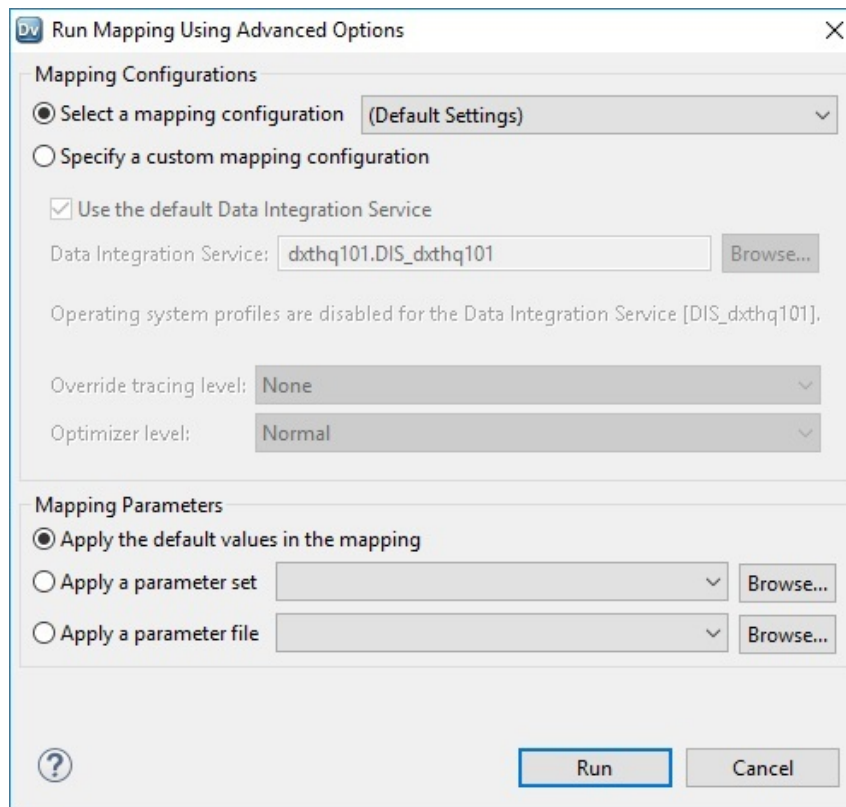 Dv Run Mapping Using Advanced Options
Mapping Configurations
Select a mapping configuration (Default Settings)
Specify a custom mapping configuration
Use the default Data Integration Service
Data Integration Service: dxthq101.DIS_dxthq101 Browse...
Operating system profiles are disabled for the Data Integration Service [DIS_dxthq101].
Override tracing level: None
Optimizer level: Normal
Mapping Parameters
Apply the default values in the mapping
Apply a parameter set Browse...
Apply a parameter file Browse...
? Run Cancel